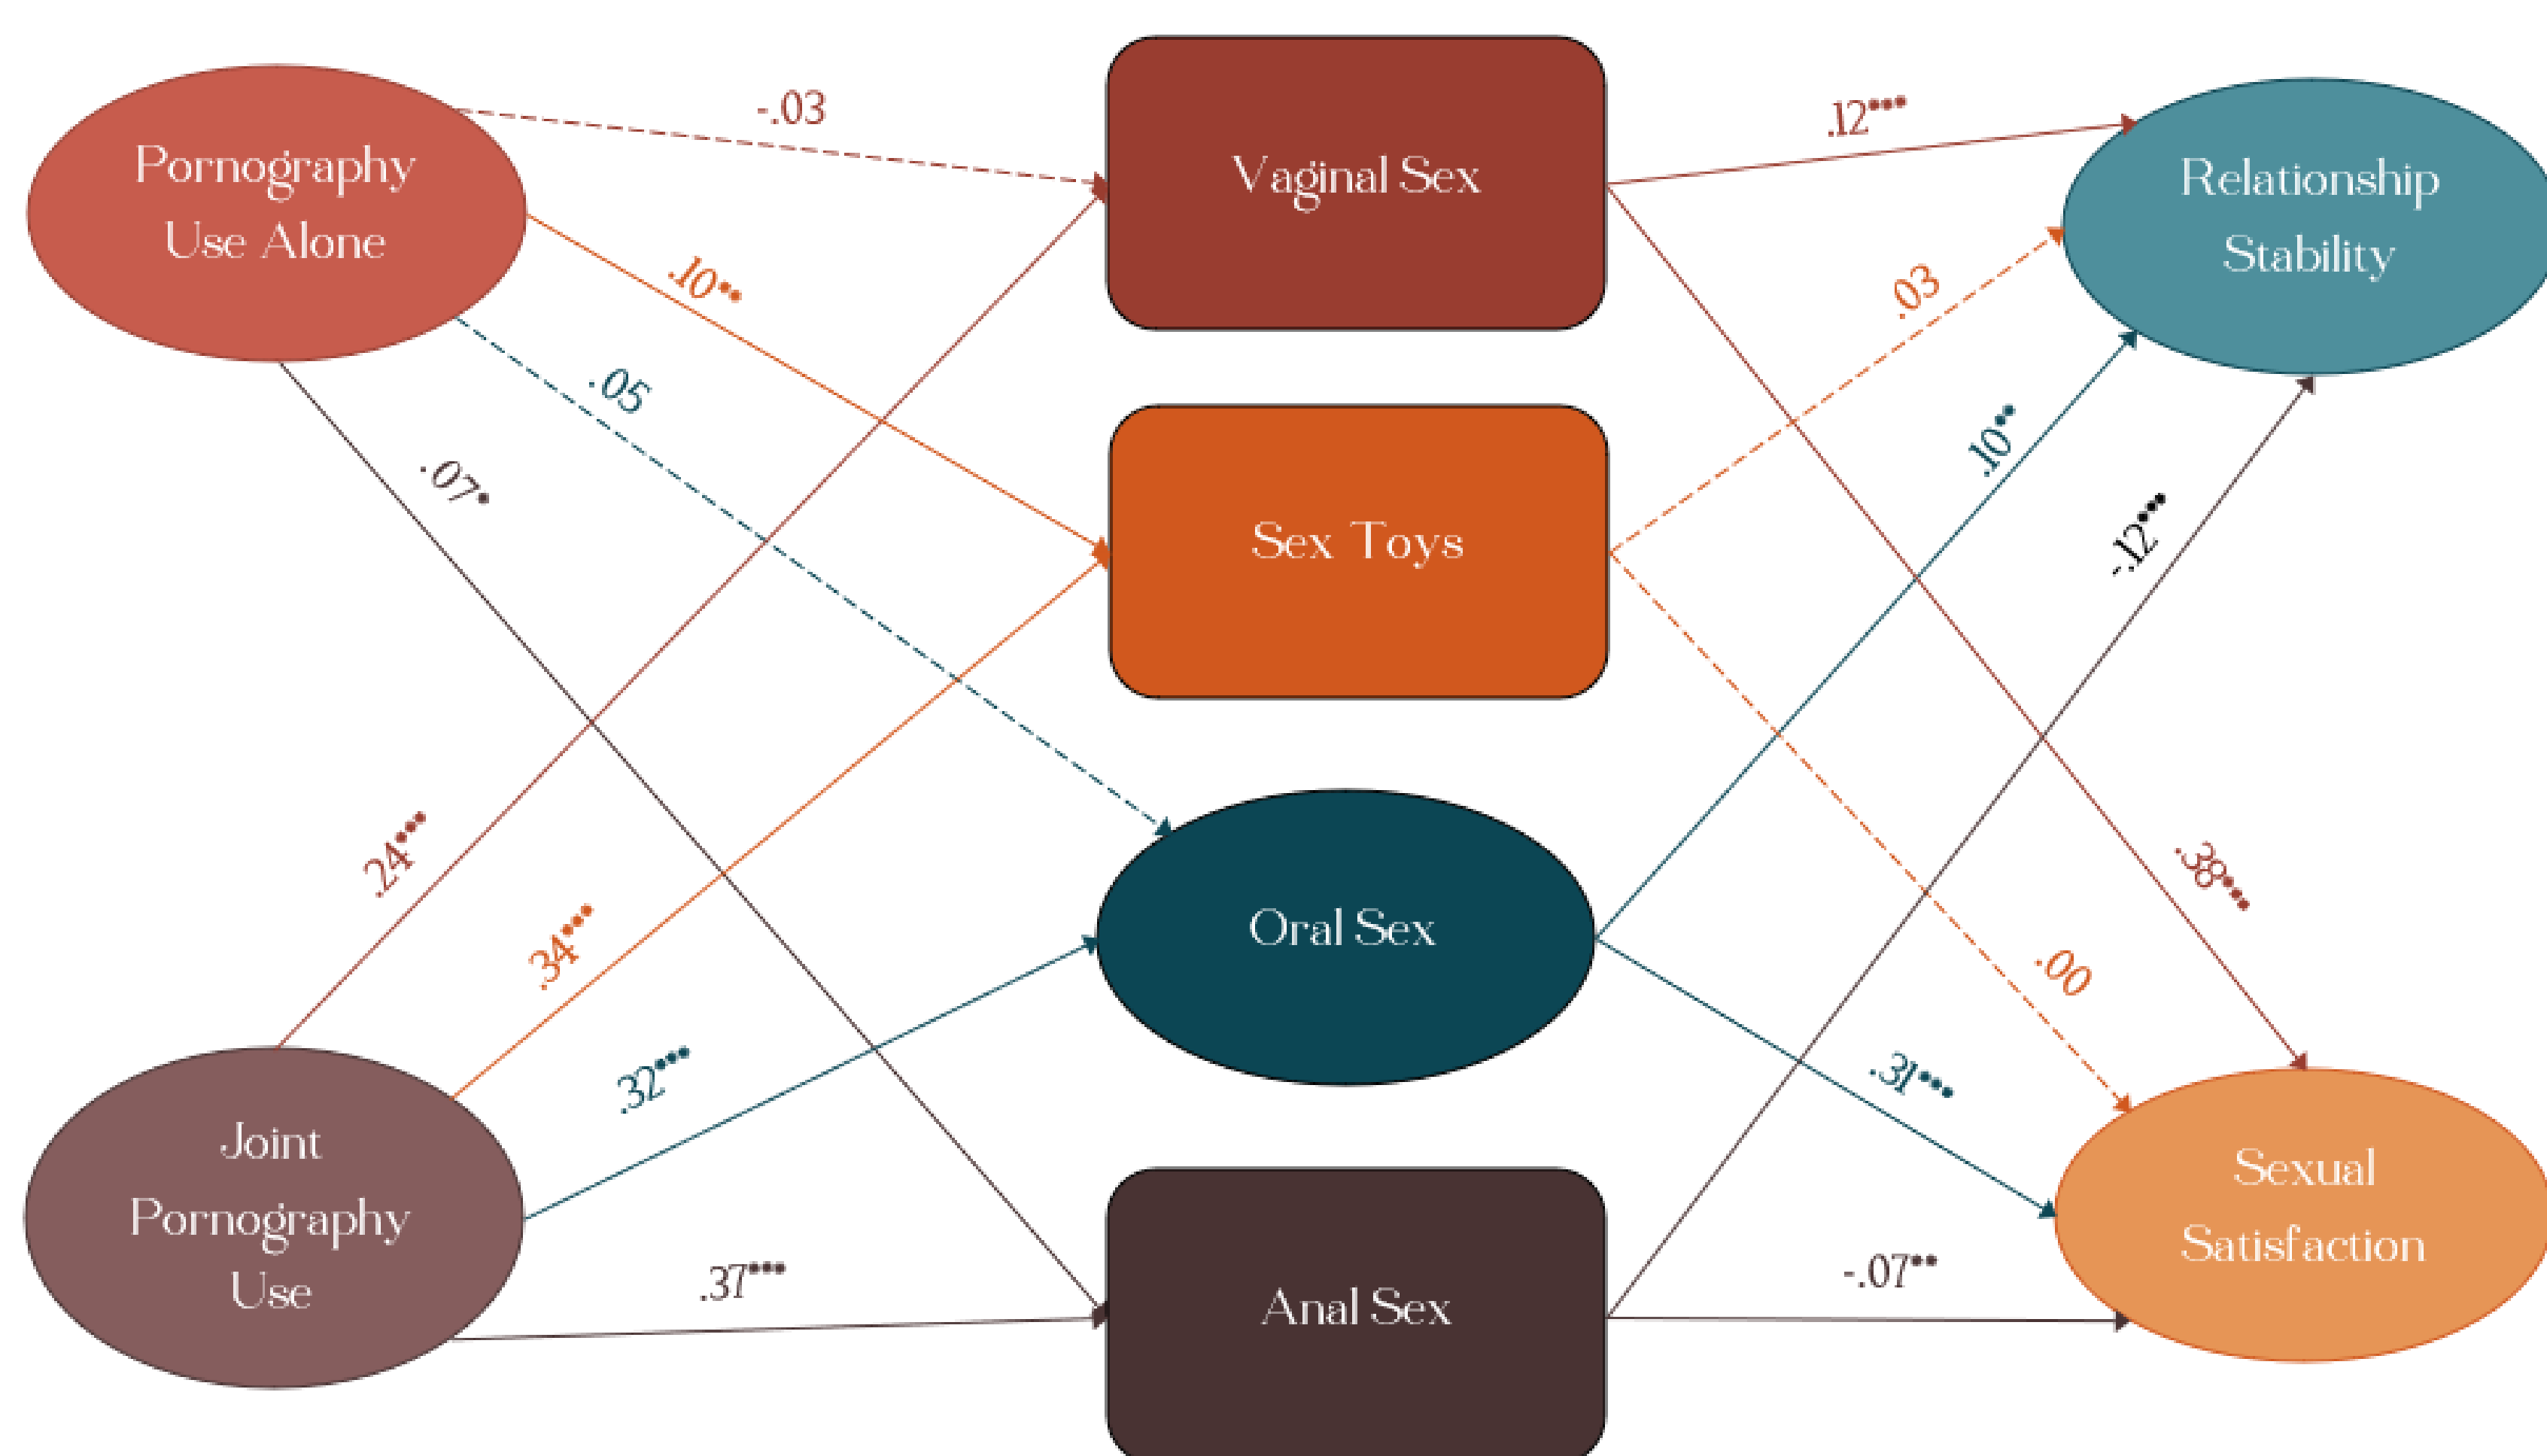 Pornography
Use Alone
Joint
Pornography
Use
-.03
.10**
.05
.07*
.24***
.34***
.32***
.37***
Vaginal Sex
Sex Toys
Oral Sex
Anal Sex
.12***
.03
.10**
-.12***
.38***
.00
.31***
-.07**
Relationship
Stability
Sexual
Satisfaction